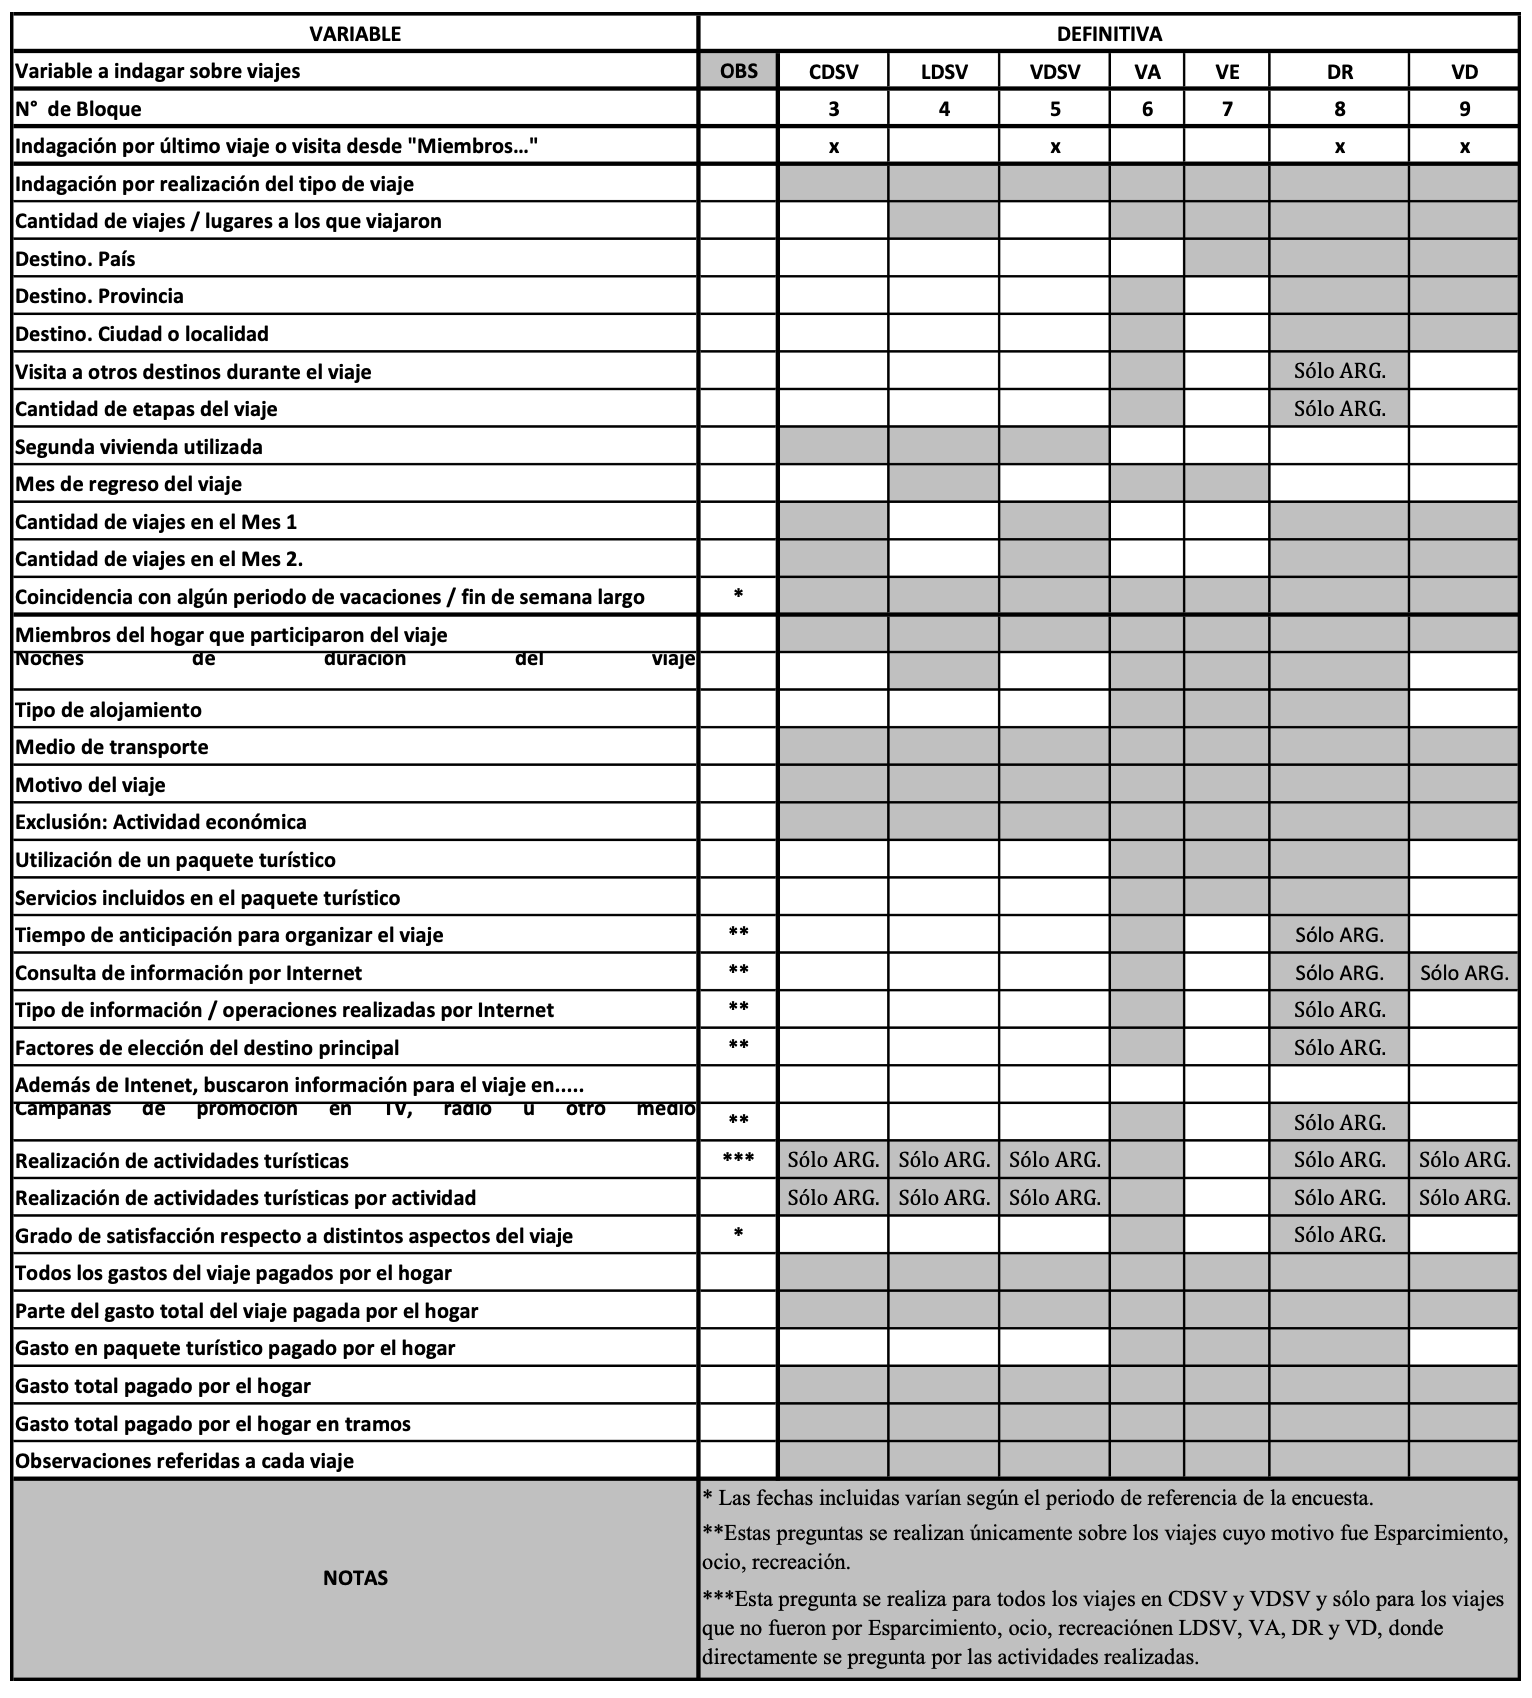 VARIABLE DEFINITIVA
Variable a indagar sobre viajes OBS CDSV LDSV VDSV VA VE DR VD
N° de Bloque 3 4 5 6 7 8 9
Indagación por último viaje o visita desde "Miembros..." x x x x
Indagación por realización del tipo de viaje
Cantidad de viajes / lugares a los que viajaron
Destino. País
Destino. Provincia
Destino. Ciudad o localidad
Visita a otros destinos durante el viaje Sólo ARG.
Cantidad de etapas del viaje Sólo ARG.
Segunda vivienda utilizada
Mes de regreso del viaje
Cantidad de viajes en el Mes 1
Cantidad de viajes en el Mes 2.
Coincidencia con algún periodo de vacaciones / fin de semana largo *
Miembros del hogar que participaron del viaje
Noches de duración del viaje
Tipo de alojamiento
Medio de transporte
Motivo del viaje
Exclusión: Actividad económica
Utilización de un paquete turístico
Servicios incluidos en el paquete turístico
Tiempo de anticipación para organizar el viaje ** Sólo ARG.
Consulta de información por Internet ** Sólo ARG. Sólo ARG.
Tipo de información / operaciones realizadas por Internet ** Sólo ARG.
Factores de elección del destino principal ** Sólo ARG.
Además de Intenet, buscaron información para el viaje en.....
Campañas de promoción en TV, radio u otro medio ** Sólo ARG.
Realización de actividades turísticas *** Sólo ARG. Sólo ARG. Sólo ARG. Sólo ARG. Sólo ARG.
Realización de actividades turísticas por actividad Sólo ARG. Sólo ARG. Sólo ARG. Sólo ARG. Sólo ARG.
Grado de satisfacción respecto a distintos aspectos del viaje * Sólo ARG.
Todos los gastos del viaje pagados por el hogar
Parte del gasto total del viaje pagada por el hogar
Gasto en paquete turístico pagado por el hogar
Gasto total pagado por el hogar
Gasto total pagado por el hogar en tramos
Observaciones referidas a cada viaje
NOTAS
* Las fechas incluidas varían según el periodo de referencia de la encuesta.
**Estas preguntas se realizan únicamente sobre los viajes cuyo motivo fue Esparcimiento,
ocio, recreación.
***Esta pregunta se realiza para todos los viajes en CDSV y VDSV y sólo para los viajes
que no fueron por Esparcimiento, ocio, recreaciónen LDSV, VA, DR y VD, donde
directamente se pregunta por las actividades realizadas.